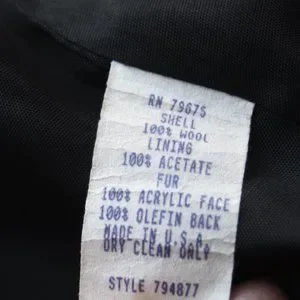 RN 79675
SHELL
100% WOOL
LINING
100% ACETATE
FUR
100% ACRYLIC FACE
100% OLEFIN BACK
MADE IN U.S.A.
DRY CLEAN ONLY
STYLE 794877